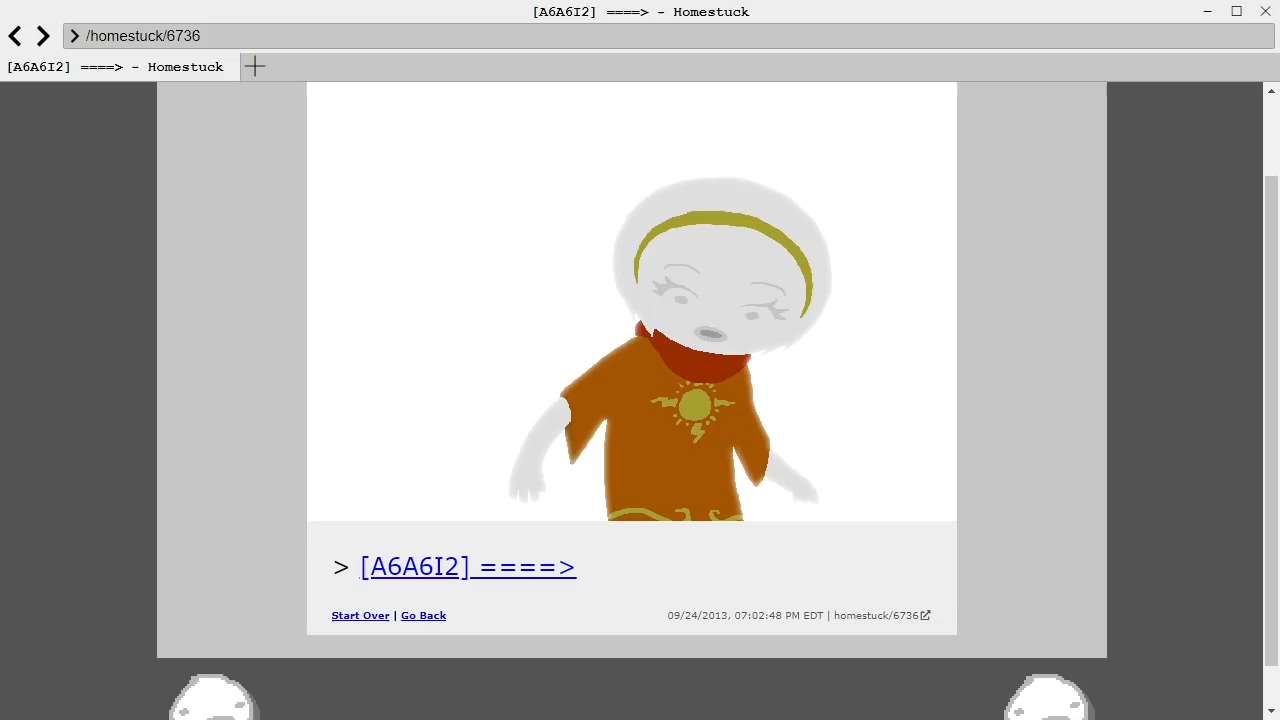 [A6A6I2] ====> - Homestuck
/homestuck/6736
[A6A6I2] ====> - Homestuck
> [A6A6I2] ====>
Start Over | Go Back
09/24/2013, 07:02:48 PM EDT | homestuck/6736